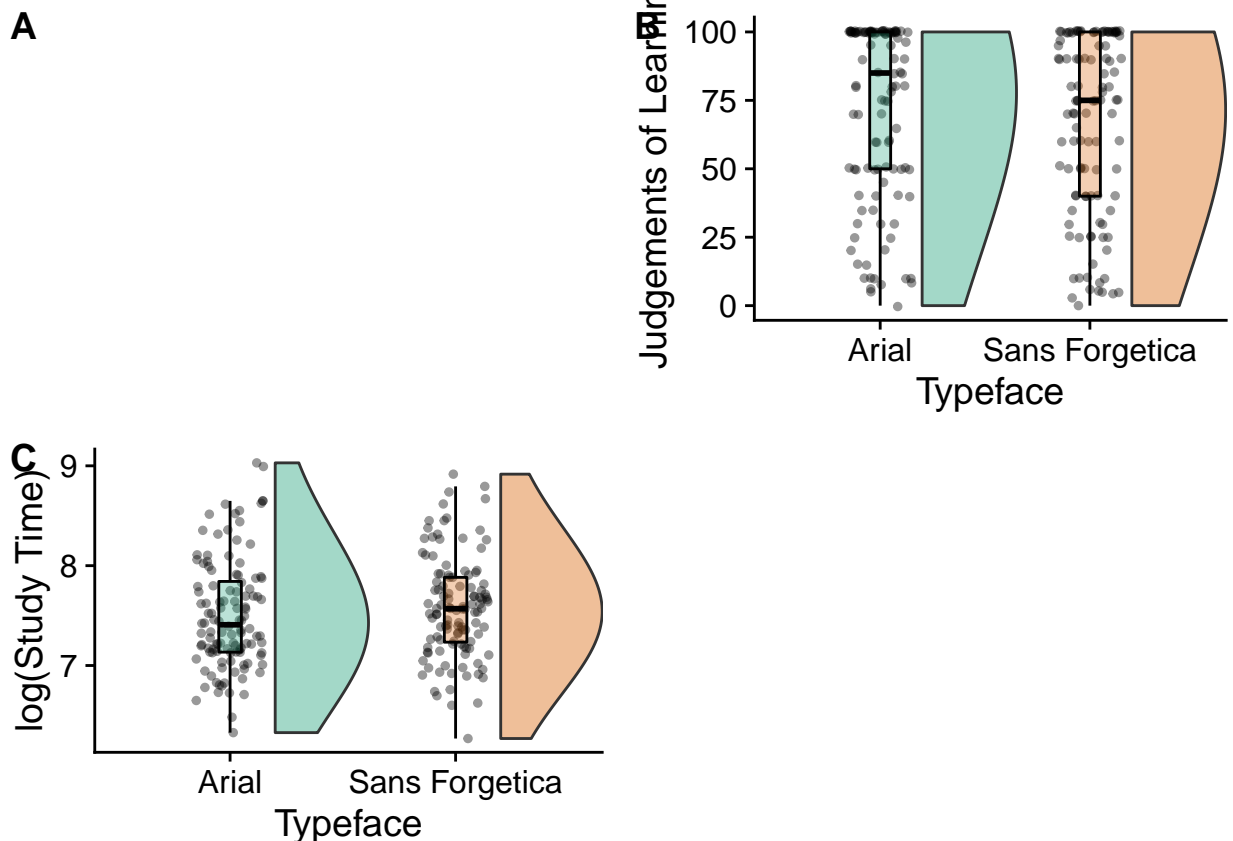 A
B
Judgements of Learnin
100
75
50
25
0
Arial Sans Forgetica
Typeface
C
log(Study Time)
9
8
7
Arial Sans Forgetica
Typeface